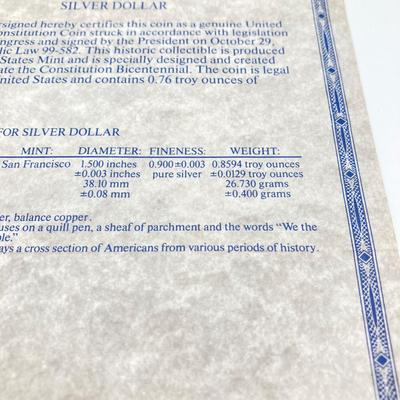 SILVER DOLLAR
rsigned hereby certifies this coin as a genuine United
onstitution Coin struck in accordance with legislation
ongress and signed by the President on October 29,
lic Law 99-582. This historic collectible is produced
States Mint and is specially designed and created
ate the Constitution Bicentennial. The coin is legal
nited States and contains 0.76 troy ounces of
FOR SILVER DOLLAR
MINT: DIAMETER: FINENESS: WEIGHT:
San Francisco 1.500 inches 0.900±0.003 0.8594 troy ounces
±0.003 inches pure silver ±0.0129 troy ounces
38.10 mm 26.730 grams
±0.08 mm ±0.400 grams
er, balance copper.
uses on a quill pen, a sheaf of parchment and the words "We the
ple."
ays a cross section of Americans from various periods of history.